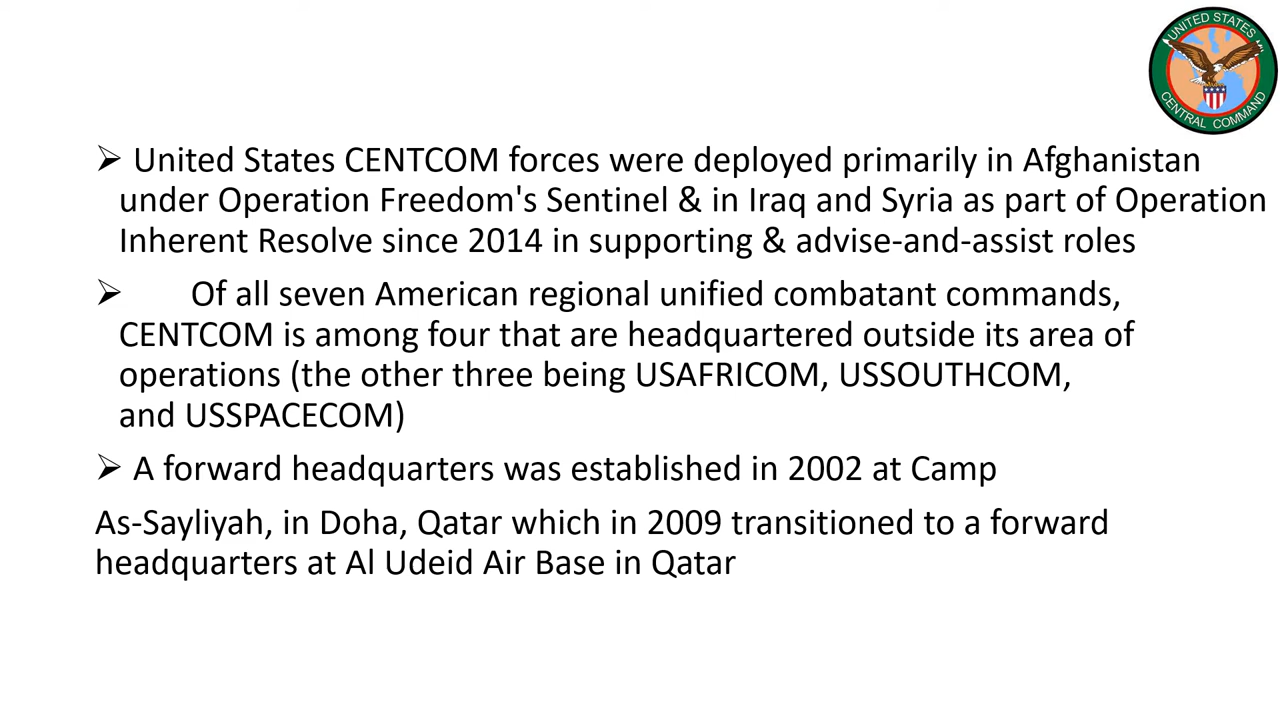 UNITED STATES
CENTRAL COMMAND
➢ United States CENTCOM forces were deployed primarily in Afghanistan
under Operation Freedom's Sentinel & in Iraq and Syria as part of Operation
Inherent Resolve since 2014 in supporting & advise-and-assist roles
➢ Of all seven American regional unified combatant commands,
CENTCOM is among four that are headquartered outside its area of
operations (the other three being USAFRICOM, USSOUTHCOM,
and USSPACECOM)
➢ A forward headquarters was established in 2002 at Camp
As-Sayliyah, in Doha, Qatar which in 2009 transitioned to a forward
headquarters at Al Udeid Air Base in Qatar